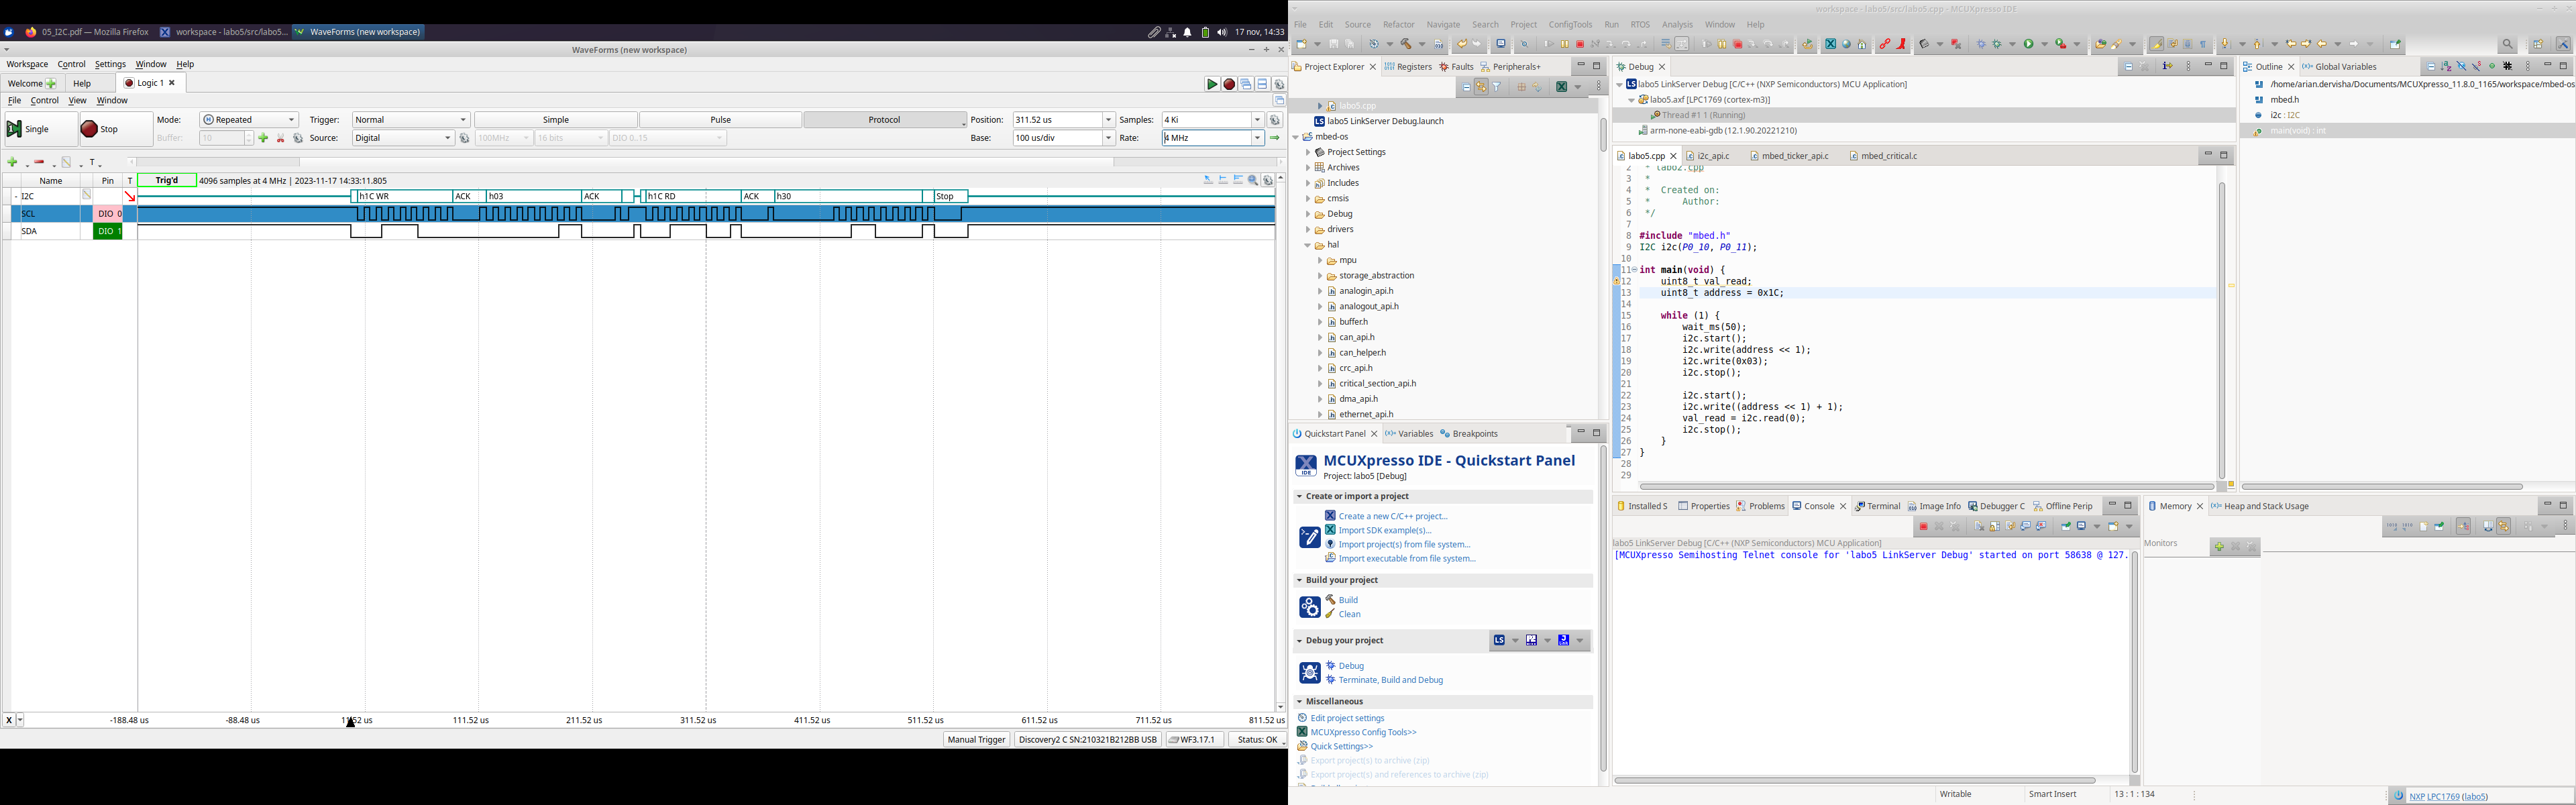 05_I2C.pdf — Mozilla Firefox
workspace - labo5/src/labo5...
WaveForms (new workspace)
17 nov, 14:33
WaveForms (new workspace)
Workspace Control Settings Window Help
Welcome Help Logic 1
File Control View Window
Single Stop Mode: Repeated Trigger: Normal Simple Pulse Protocol Position: 311.52 us Samples: 4 Ki
Buffer: 10 Source: Digital 100MHz 16 bits DIO 0..15 Base: 100 us/div Rate: 4 MHz
Name Pin T Trig'd 4096 samples at 4 MHz | 2023-11-17 14:33:11.805
I2C h1C WR ACK h03 ACK h1C RD ACK h30 Stop
SCL DIO 0
SDA DIO 1
X -188.48 us -88.48 us 11.52 us 111.52 us 211.52 us 311.52 us 411.52 us 511.52 us 611.52 us 711.52 us 811.52 us
Manual Trigger Discovery2 C SN:210321B212BB USB WF3.17.1 Status: OK
workspace - labo5/src/labo5.cpp - MCUXpresso IDE
File Edit Source Refactor Navigate Search Project ConfigTools Run RTOS Analysis Window Help
Project Explorer Registers Faults Peripherals+
labo5.cpp
labo5 LinkServer Debug.launch
mbed-os
Project Settings
Archives
Includes
cmsis
Debug
drivers
hal
mpu
storage_abstraction
analogin_api.h
analogout_api.h
buffer.h
can_api.h
can_helper.h
crc_api.h
critical_section_api.h
dma_api.h
ethernet_api.h
Quickstart Panel Variables Breakpoints
MCUXpresso IDE - Quickstart Panel
Project: labo5 [Debug]
Create or import a project
Create a new C/C++ project...
Import SDK example(s)...
Import project(s) from file system...
Import executable from file system...
Build your project
Build
Clean
Debug your project
Debug
Terminate, Build and Debug
Miscellaneous
Edit project settings
MCUXpresso Config Tools>>
Quick Settings>>
Export project(s) to archive (zip)
Export project(s) and references to archive (zip)
Debug
labo5 LinkServer Debug [C/C++ (NXP Semiconductors) MCU Application]
labo5.axf [LPC1769 (cortex-m3)]
Thread #1 1 (Running)
arm-none-eabi-gdb (12.1.90.20221210)
labo5.cpp i2c_api.c mbed_ticker_api.c mbed_critical.c
2 * labo2.cpp
3 *
4 * Created on:
5 * Author:
6 */
7
8 #include "mbed.h"
9 I2C i2c(P0_10, P0_11);
10
11 int main(void) {
12 uint8_t val_read;
13 uint8_t address = 0x1C;
14
15 while (1) {
16 wait_ms(50);
17 i2c.start();
18 i2c.write(address << 1);
19 i2c.write(0x03);
20 i2c.stop();
21
22 i2c.start();
23 i2c.write((address << 1) + 1);
24 val_read = i2c.read(0);
25 i2c.stop();
26 }
27 }
28
29
Outline Global Variables
/home/arian.dervisha/Documents/MCUXpresso_11.8.0_1165/workspace/mbed-os
mbed.h
i2c : I2C
main(void) : int
Installed S Properties Problems Console Terminal Image Info Debugger C Offline Perip
labo5 LinkServer Debug [C/C++ (NXP Semiconductors) MCU Application]
[MCUXpresso Semihosting Telnet console for 'labo5 LinkServer Debug' started on port 58638 @ 127.
Memory Heap and Stack Usage
Monitors
Writable Smart Insert 13 : 1 : 134
NXP LPC1769 (labo5)